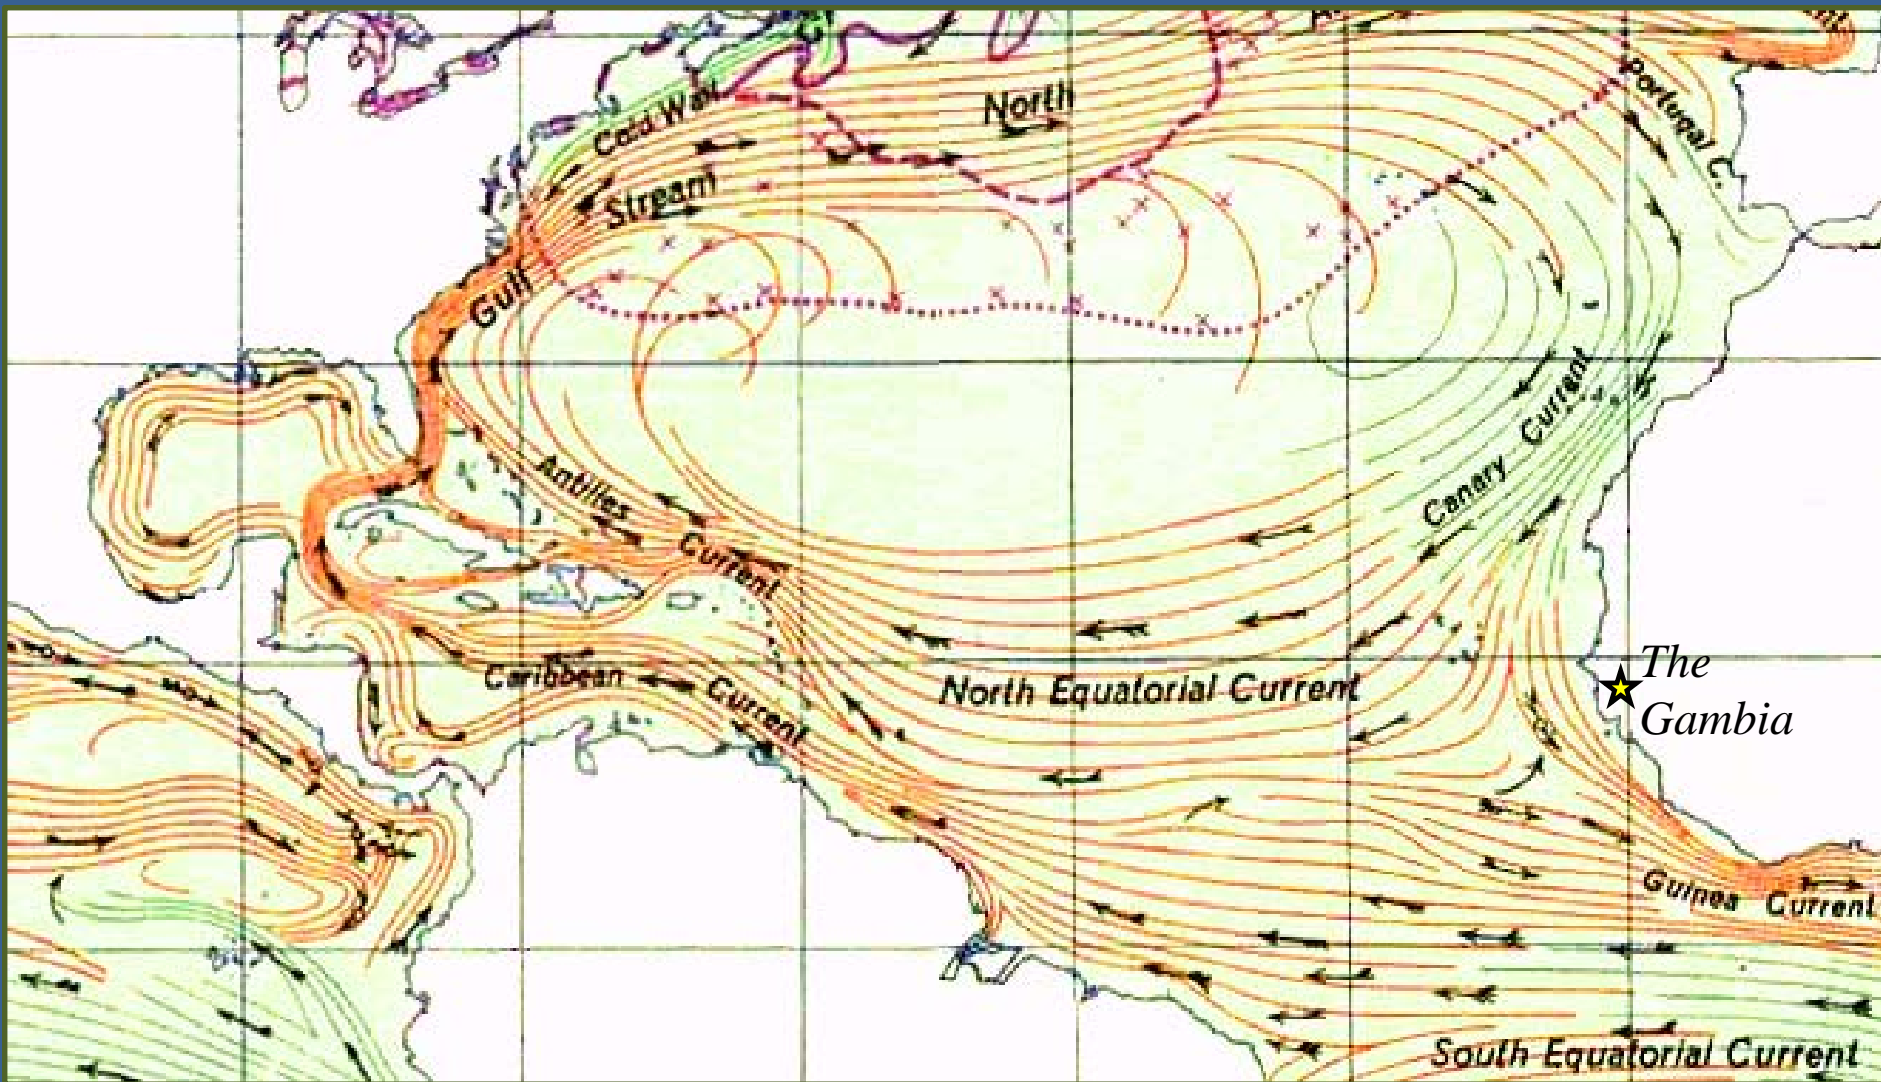 North
Cold Wall
Portugal C.
Stream
Gulf
Canary Current
Antilles
Current
The
Gambia
Caribbean
Current
North Equatorial Current
Guinea Current
South Equatorial Current